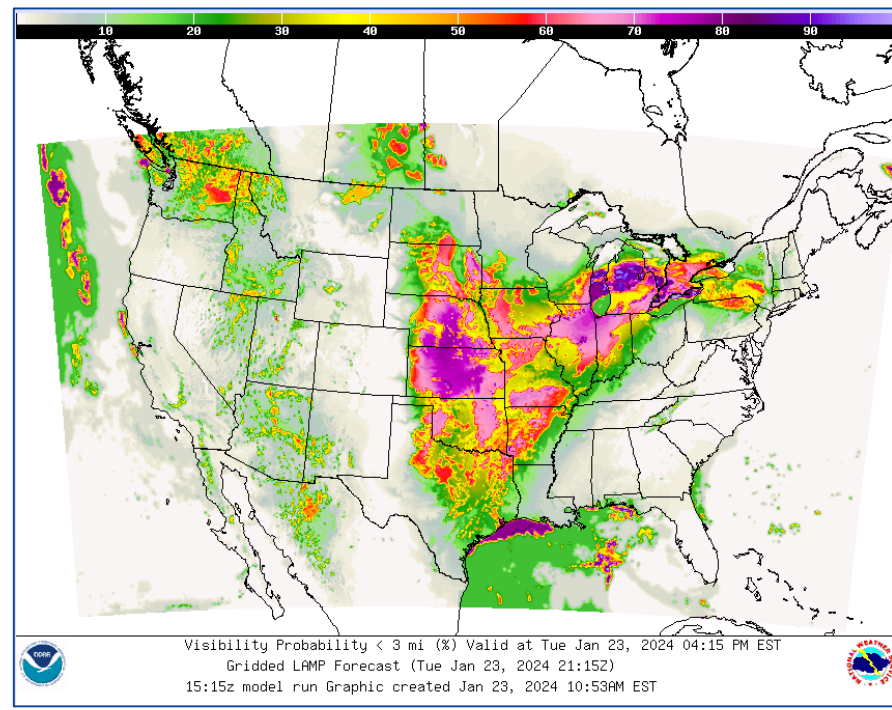 10 20 30 40 50 60 70 80 90
Visibility Probability < 3 mi (%) Valid at Tue Jan 23, 2024 04:15 PM EST
Gridded LAMP Forecast (Tue Jan 23, 2024 21:15Z)
15:15z model run Graphic created Jan 23, 2024 10:53AM EST
NOAA